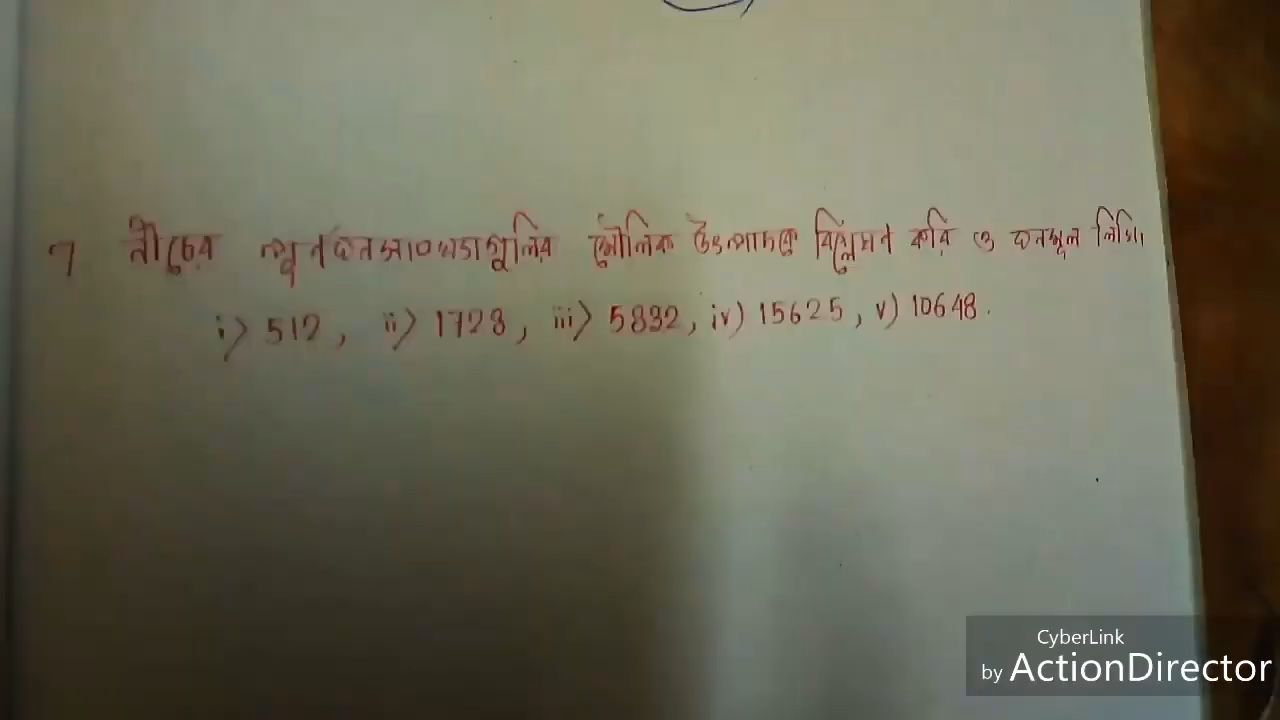 7 নীচের পূর্ণঘনসংখ্যাগুলির মৌলিক উৎপাদকে বিশ্লেষণ করি ও ঘনমূল লিখি।
i) 512, ii) 1728, iii) 5832, iv) 15625, v) 10648.
CyberLink
by ActionDirector